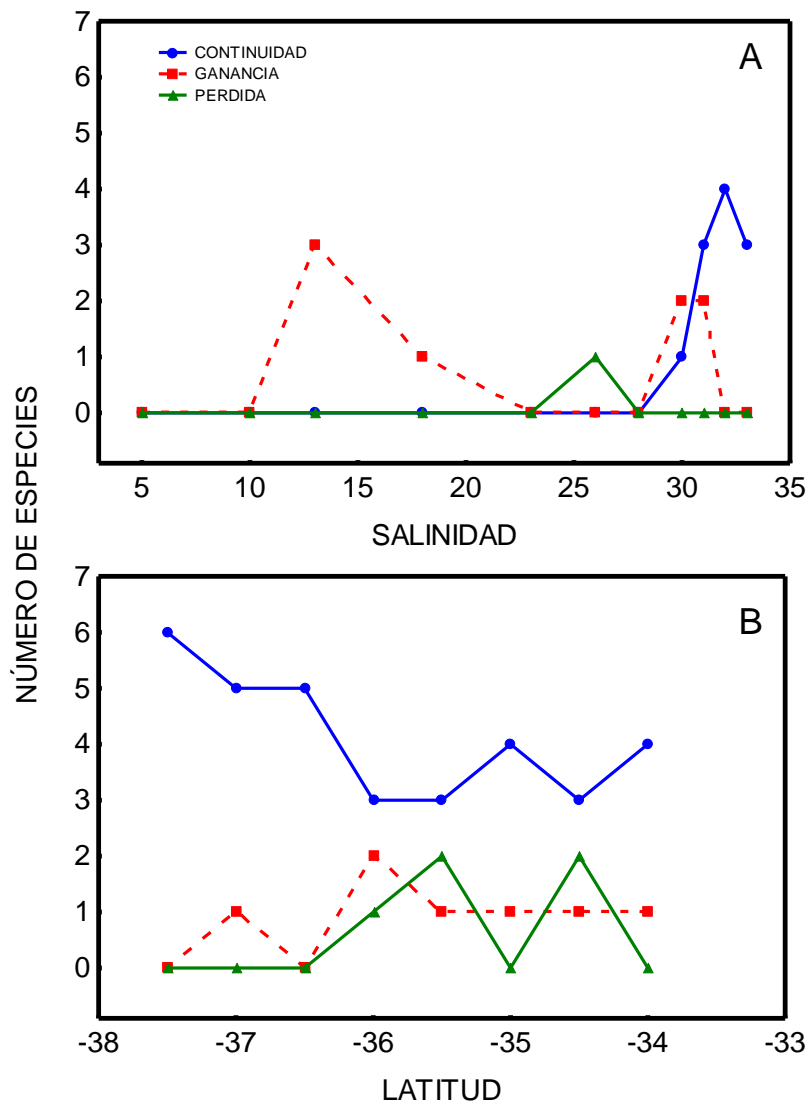 7
A
CONTINUIDAD
GANANCIA
PERDIDA
6
5
4
3
2
1
0
5 10 15 20 25 30 35
SALINIDAD
NÚMERO DE ESPECIES
7
B
6
5
4
3
2
1
0
-38 -37 -36 -35 -34 -33
LATITUD